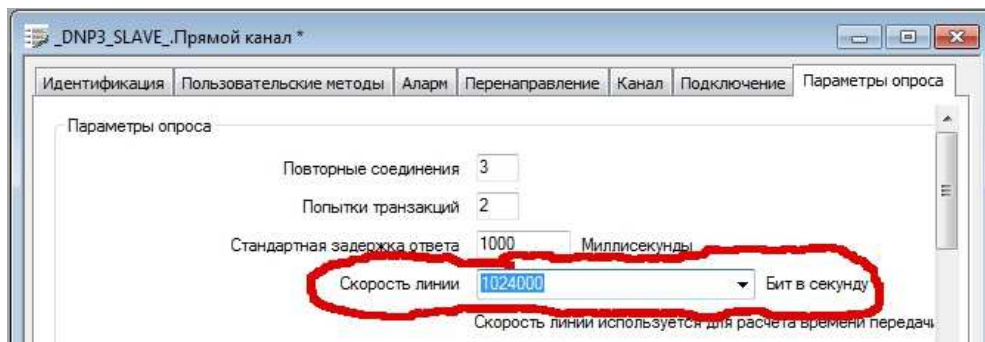 _DNP3_SLAVE_.Прямой канал *
Идентификация Пользовательские методы Аларм Перенаправление Канал Подключение Параметры опроса
Параметры опроса
Повторные соединения 3
Попытки транзакций 2
Стандартная задержка ответа 1000 Миллисекунды
Скорость линии 1024000 Бит в секунду
Скорость линии используется для расчета времени передачи